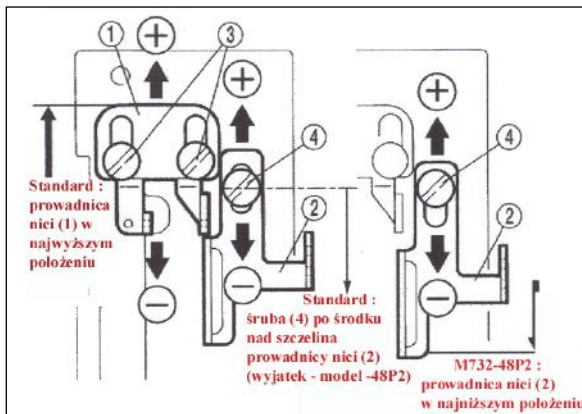 1
3
4
2
4
2
Standard :
prowadnica
nici (1) w
najwyższym
położeniu
Standard :
śruba (4) po środku
nad szczelina
prowadnicy nici (2)
(wyjatek - model -48P2)
M732-48P2 :
prowadnica nici (2)
w najniższym położeniu